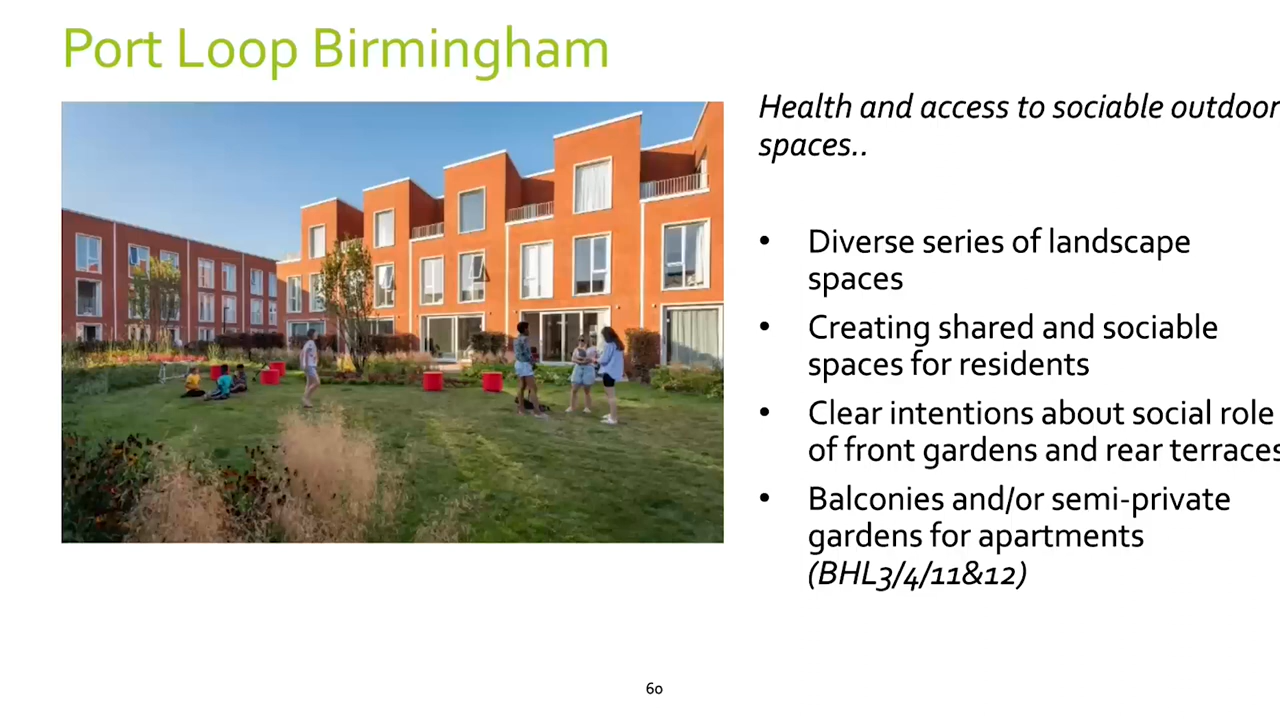 Port Loop Birmingham
Health and access to sociable outdoor
spaces..
• Diverse series of landscape
spaces
• Creating shared and sociable
spaces for residents
• Clear intentions about social role
of front gardens and rear terraces
• Balconies and/or semi-private
gardens for apartments
(BHL3/4/11&12)
60